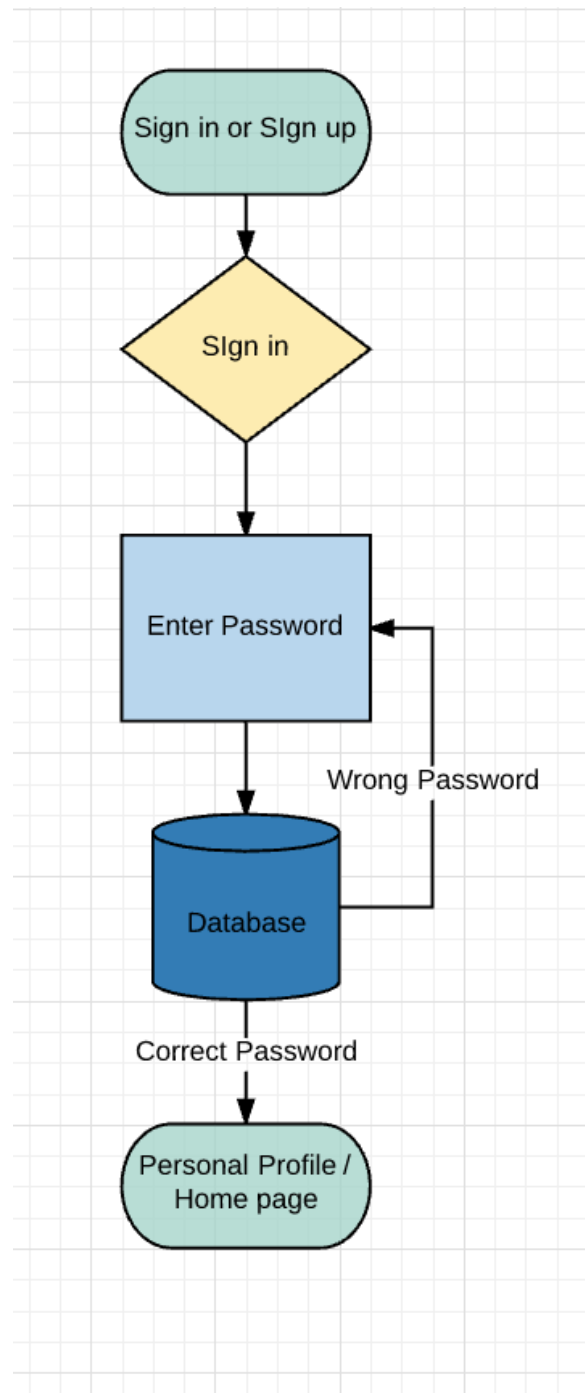 Sign in or SIgn up
SIgn in
Enter Password
Wrong Password
Database
Correct Password
Personal Profile /
Home page